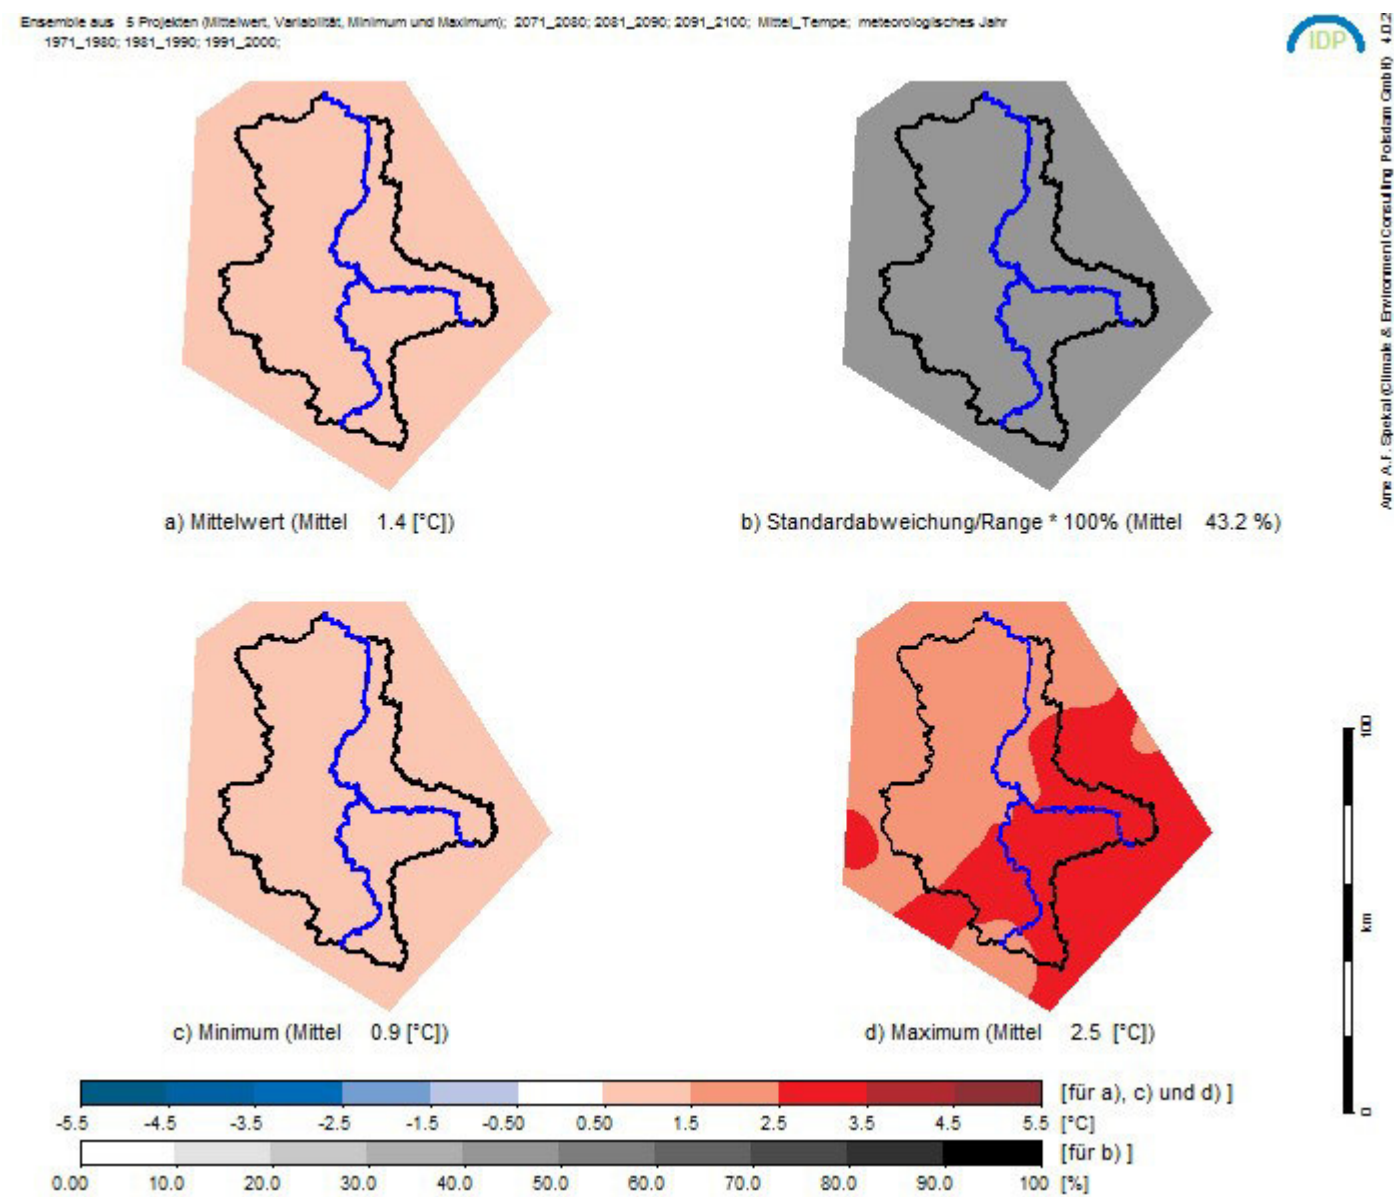 Ensemble aus 5 Projekten (Mittelwert, Variabilität, Minimum und Maximum); 2071_2080; 2081_2090; 2091_2100; Mittel_Tempe; meteorologisches Jahr
1971_1980; 1981_1990; 1991_2000;
IDP
Arne A.F. Spekat (Climate & Environment Consulting Potsdam GmbH) 4.02
a) Mittelwert (Mittel 1.4 [°C])
b) Standardabweichung/Range * 100% (Mittel 43.2 %)
c) Minimum (Mittel 0.9 [°C])
d) Maximum (Mittel 2.5 [°C])
100
km
0
[für a), c) und d) ]
-5.5 -4.5 -3.5 -2.5 -1.5 -0.50 0.50 1.5 2.5 3.5 4.5 5.5 [°C]
[für b) ]
0.00 10.0 20.0 30.0 40.0 50.0 60.0 70.0 80.0 90.0 100 [%]